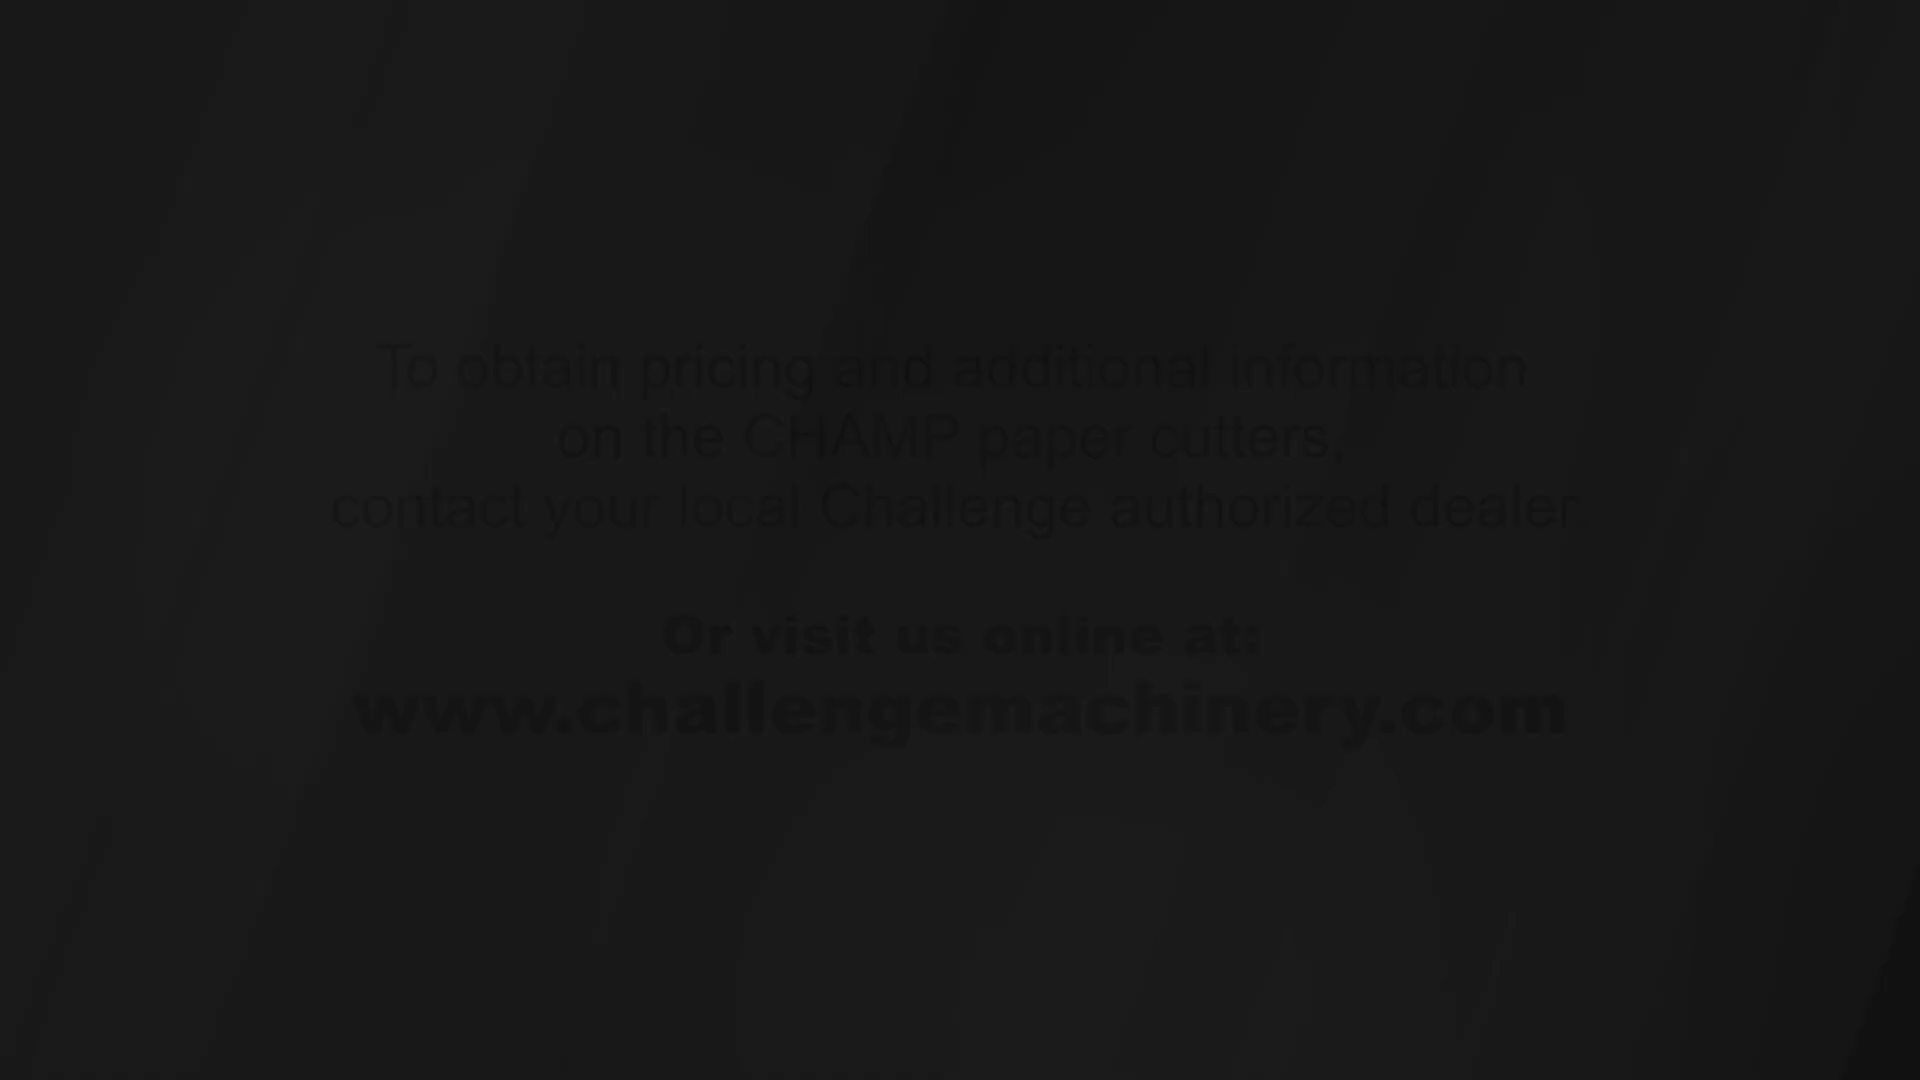 To obtain pricing and additional information
on the CHAMP paper cutters,
contact your local Challenge authorized dealer.
Or visit us online at:
www.challengemachinery.com